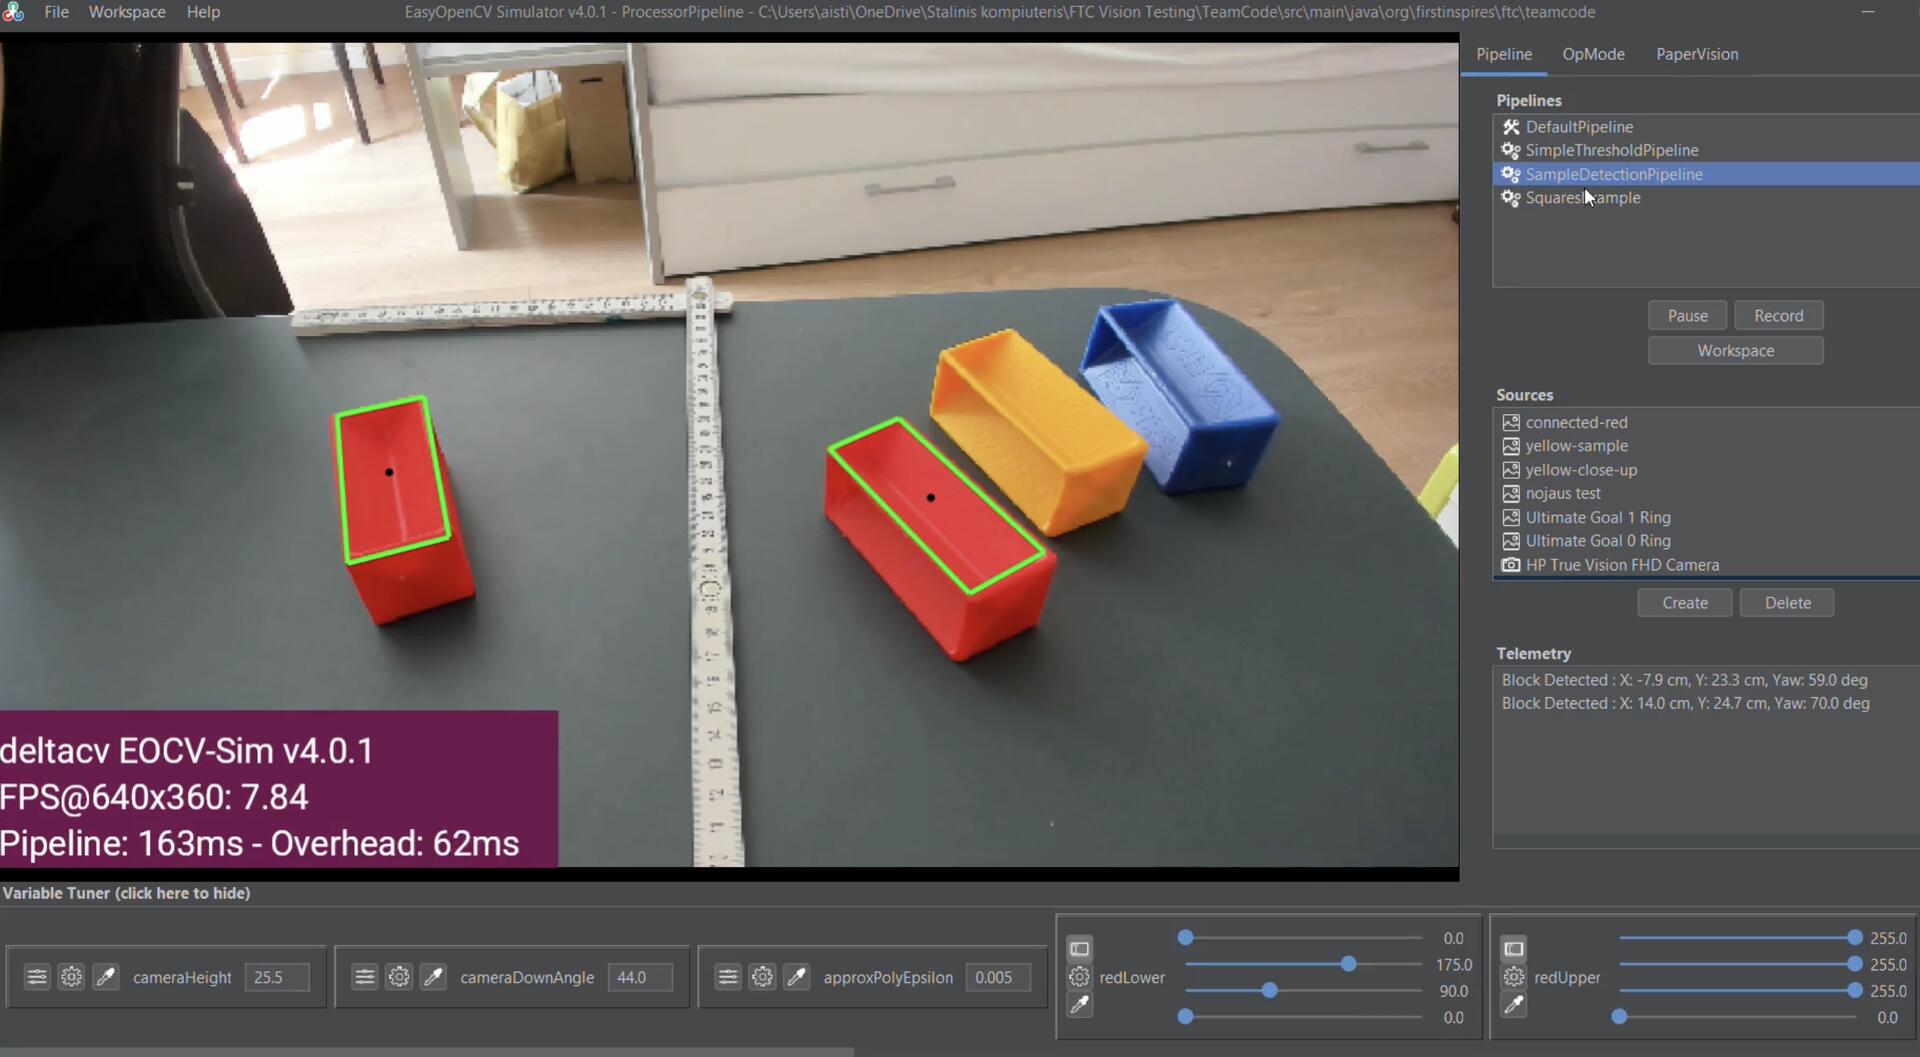 File Workspace Help EasyOpenCV Simulator v4.0.1 - ProcessorPipeline - C:\Users\aisti\OneDrive\Stalinis kompiuteris\FTC Vision Testing\TeamCode\src\main\java\org\firstinspires\ftc\teamcode
Pipeline OpMode PaperVision
Pipelines
DefaultPipeline
SimpleThresholdPipeline
SampleDetectionPipeline
Pause Record
Workspace
Sources
connected-red
yellow-sample
yellow-close-up
nojaus test
Ultimate Goal 1 Ring
Ultimate Goal 0 Ring
HP True Vision FHD Camera
Create Delete
Telemetry
Block Detected : X: -7.9 cm, Y: 23.3 cm, Yaw: 59.0 deg
Block Detected : X: 14.0 cm, Y: 24.7 cm, Yaw: 70.0 deg
deltacv EOCV-Sim v4.0.1
FPS@640x360: 7.84
Pipeline: 163ms - Overhead: 62ms
Variable Tuner (click here to hide)
cameraHeight 25.5
cameraDownAngle 44.0
approxPolyEpsilon 0.005
redLower
0.0
175.0
90.0
0.0
redUpper
255.0
255.0
255.0
0.0